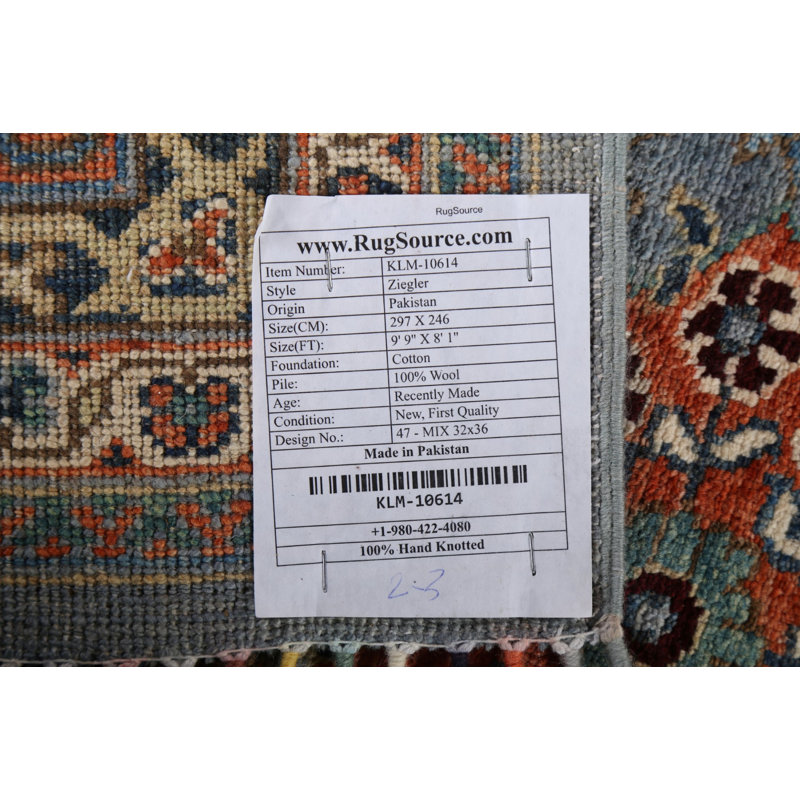 RugSource
www.RugSource.com
Item Number: KLM-10614
Style Ziegler
Origin Pakistan
Size(CM): 297 X 246
Size(FT): 9' 9" X 8' 1"
Foundation: Cotton
Pile: 100% Wool
Age: Recently Made
Condition: New, First Quality
Design No.: 47 - MIX 32x36
Made in Pakistan
KLM-10614
+1-980-422-4080
100% Hand Knotted
2-3